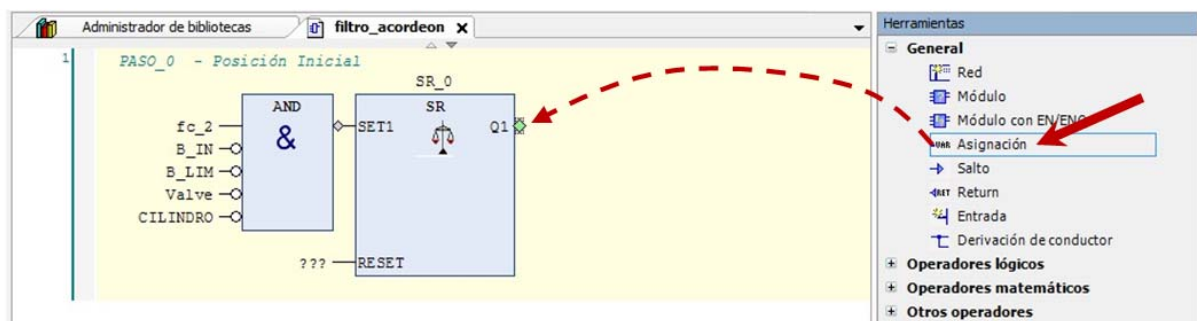 Administrador de bibliotecas
filtro_acordeon x
Herramientas
1
PASO_0 - Posición Inicial
SR_0
AND
SR
&
fc_2
SET1
Q1
B_IN
B_LIM
Valve
CILINDRO
???
RESET
General
Red
Módulo
Módulo con EN/ENO
VAR Asignación
Salto
RET Return
Entrada
Derivación de conductor
Operadores lógicos
Operadores matemáticos
Otros operadores